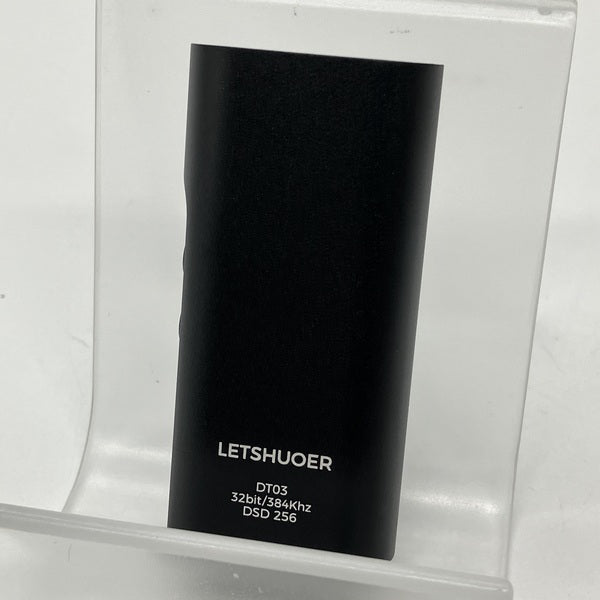 LETSHUOER
DT03
32bit/384Khz
DSD 256